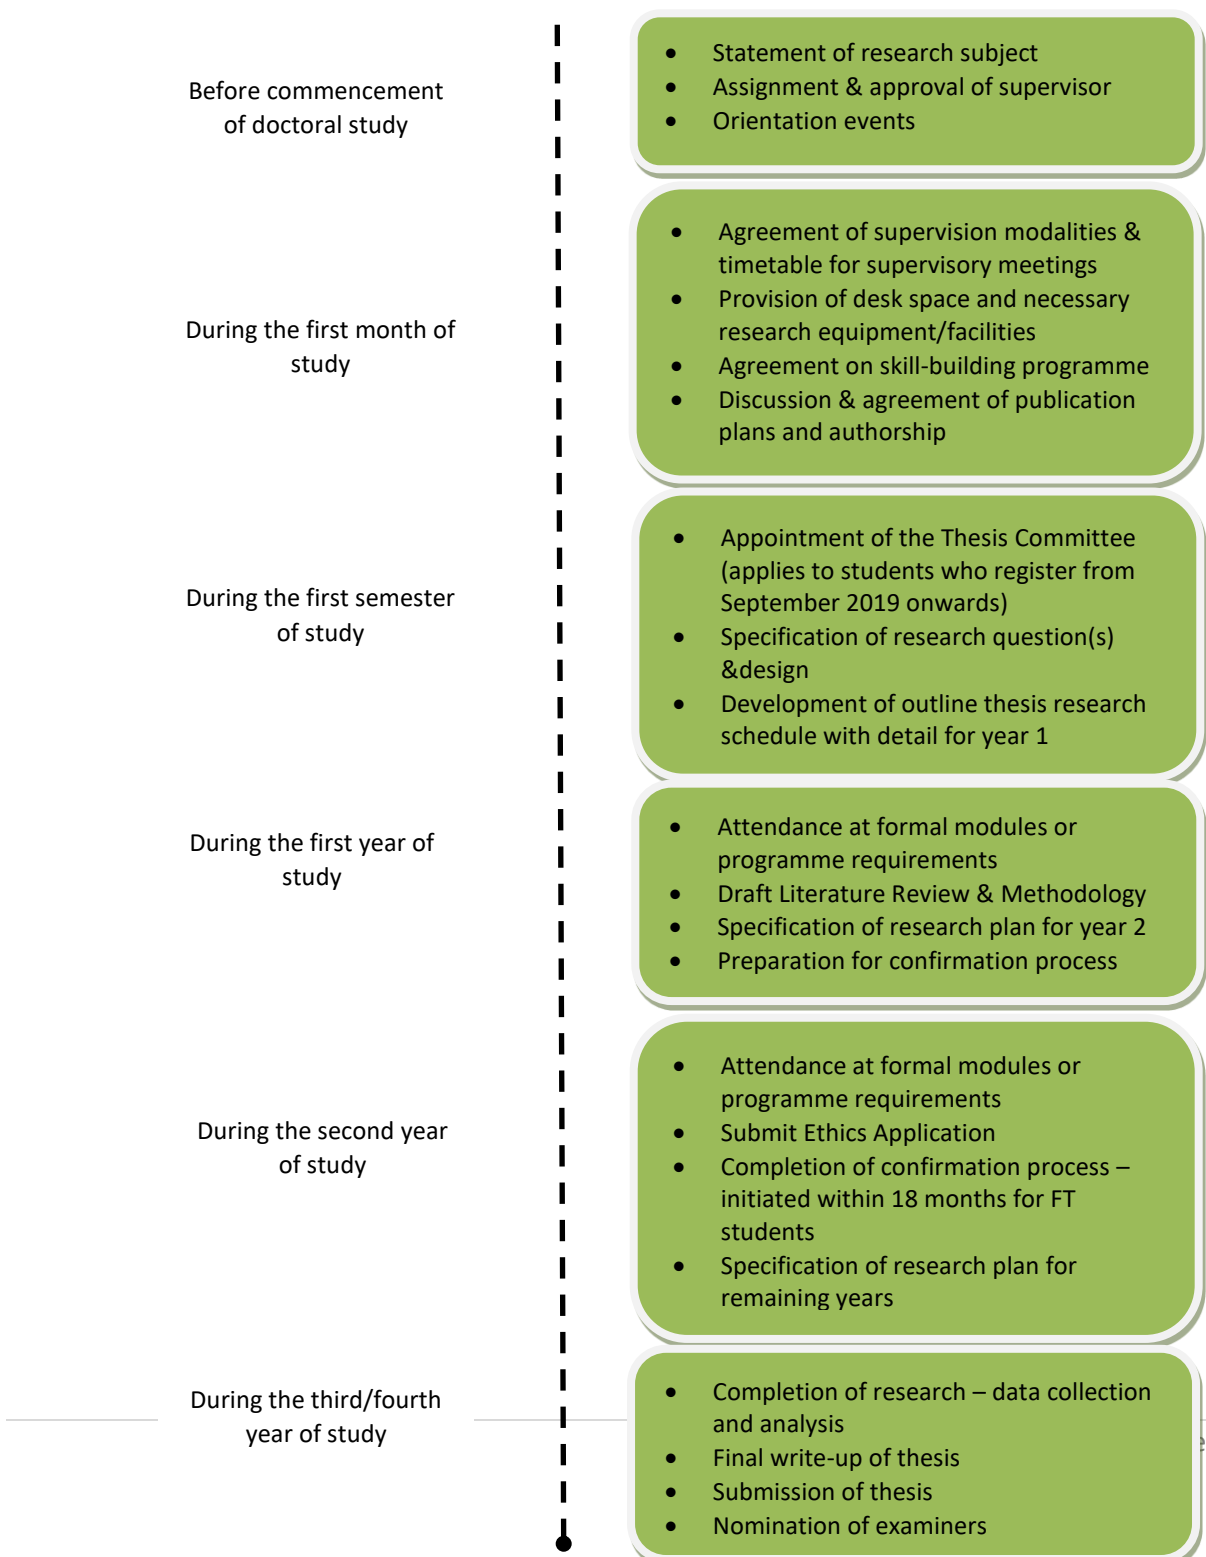 Before commencement
of doctoral study
• Statement of research subject
• Assignment & approval of supervisor
• Orientation events
During the first month of
study
• Agreement of supervision modalities &
timetable for supervisory meetings
• Provision of desk space and necessary
research equipment/facilities
• Agreement on skill-building programme
• Discussion & agreement of publication
plans and authorship
During the first semester
of study
• Appointment of the Thesis Committee
(applies to students who register from
September 2019 onwards)
• Specification of research question(s)
&design
• Development of outline thesis research
schedule with detail for year 1
During the first year of
study
• Attendance at formal modules or
programme requirements
• Draft Literature Review & Methodology
• Specification of research plan for year 2
• Preparation for confirmation process
During the second year
of study
• Attendance at formal modules or
programme requirements
• Submit Ethics Application
• Completion of confirmation process –
initiated within 18 months for FT
students
• Specification of research plan for
remaining years
During the third/fourth
year of study
• Completion of research – data collection
and analysis
• Final write-up of thesis
• Submission of thesis
• Nomination of examiners